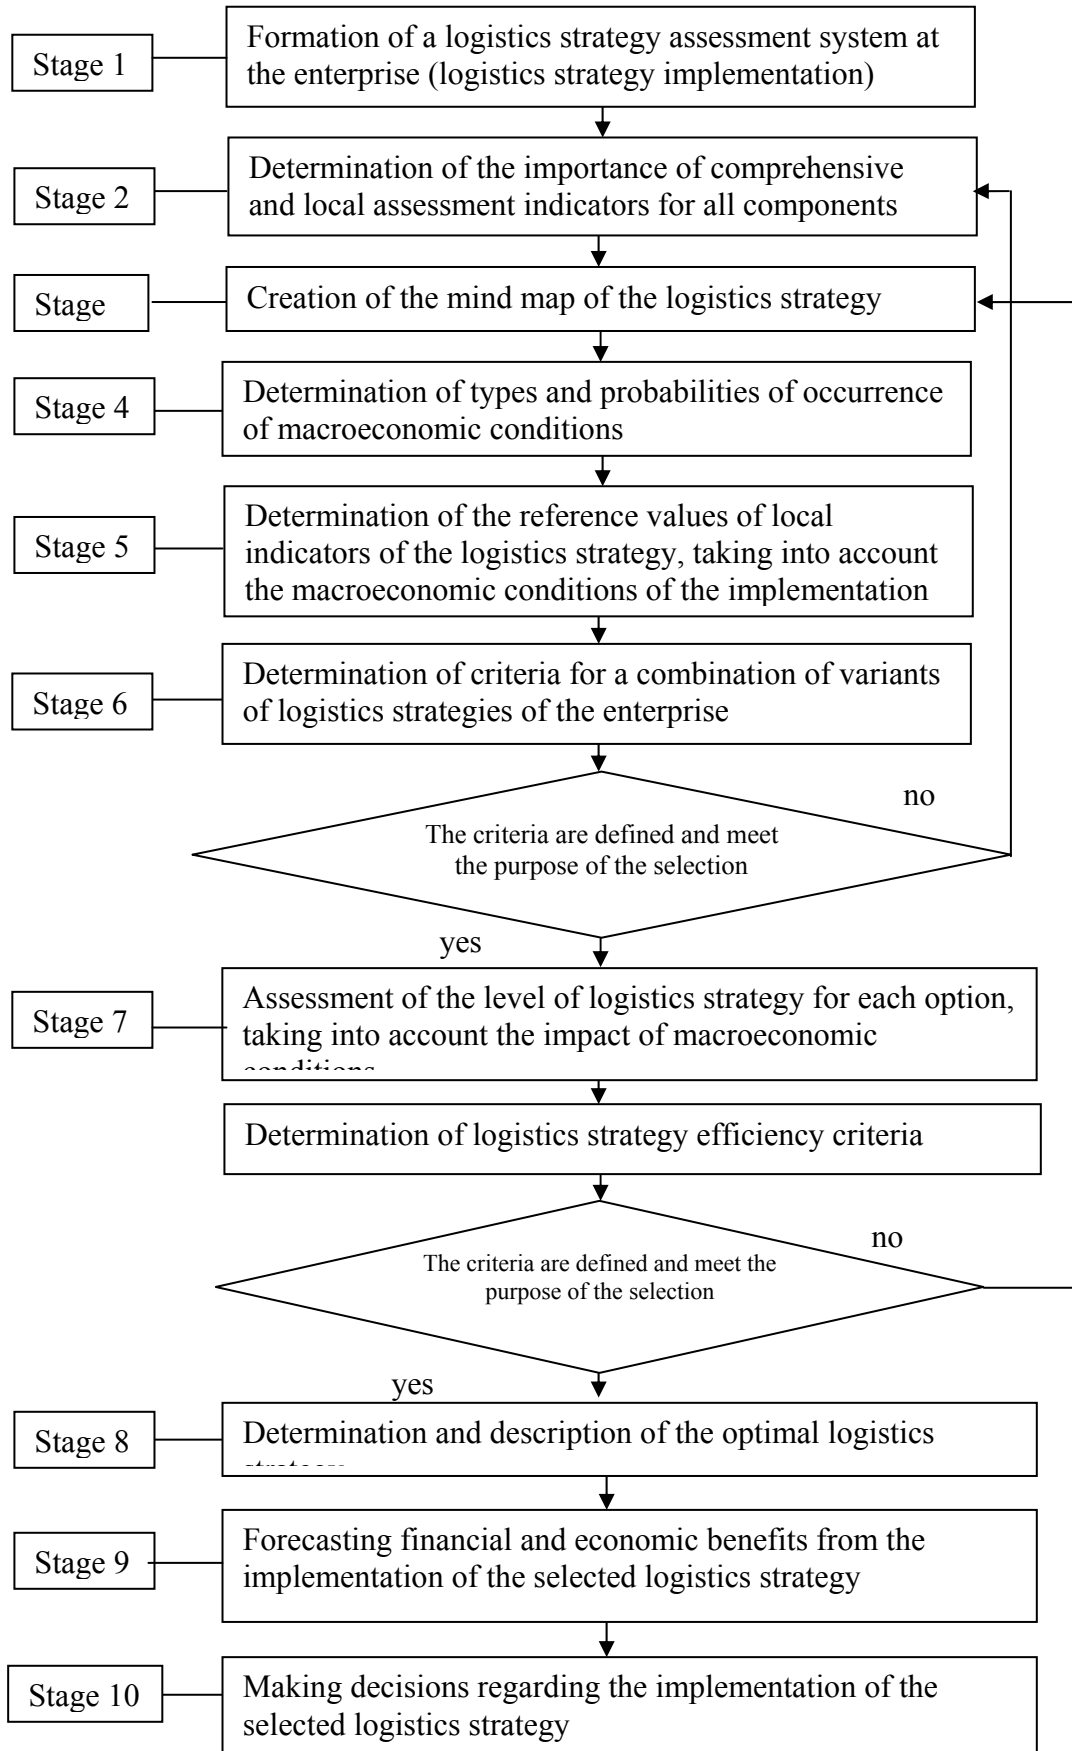 Stage 1
Formation of a logistics strategy assessment system at
the enterprise (logistics strategy implementation)
Stage 2
Determination of the importance of comprehensive
and local assessment indicators for all components
Stage
Creation of the mind map of the logistics strategy
Stage 4
Determination of types and probabilities of occurrence
of macroeconomic conditions
Stage 5
Determination of the reference values of local
indicators of the logistics strategy, taking into account
the macroeconomic conditions of the implementation
Stage 6
Determination of criteria for a combination of variants
of logistics strategies of the enterprise
no
The criteria are defined and meet
the purpose of the selection
yes
Stage 7
Assessment of the level of logistics strategy for each option,
taking into account the impact of macroeconomic
conditions
Determination of logistics strategy efficiency criteria
no
The criteria are defined and meet the
purpose of the selection
yes
Stage 8
Determination and description of the optimal logistics
strategy
Stage 9
Forecasting financial and economic benefits from the
implementation of the selected logistics strategy
Stage 10
Making decisions regarding the implementation of the
selected logistics strategy